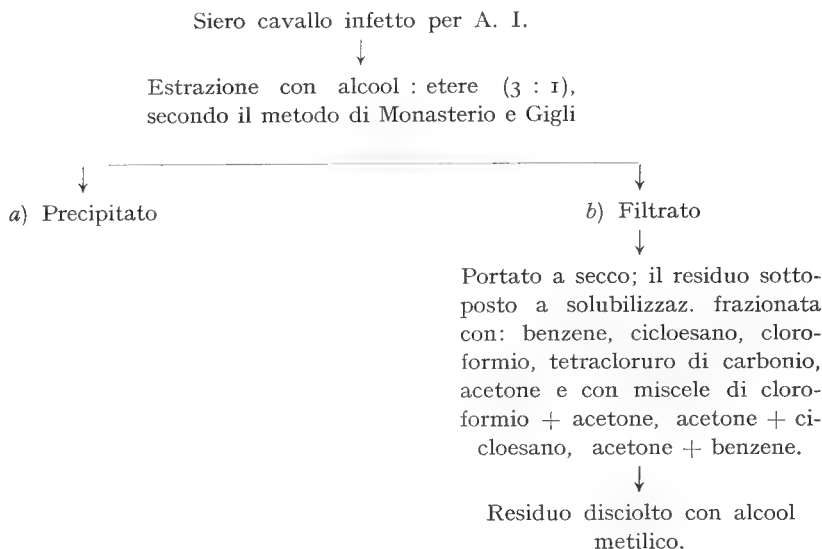 Siero cavallo infetto per A. I.
Estrazione con alcool : etere (3 : 1),
secondo il metodo di Monasterio e Gigli
a) Precipitato
b) Filtrato
Portato a secco; il residuo sotto-
posto a solubilizzaz. frazionata
con: benzene, cicloesano, cloro-
formio, tetracloruro di carbonio,
acetone e con miscele di cloro-
formio + acetone, acetone + ci-
cloesano, acetone + benzene.
Residuo disciolto con alcool
metilico.